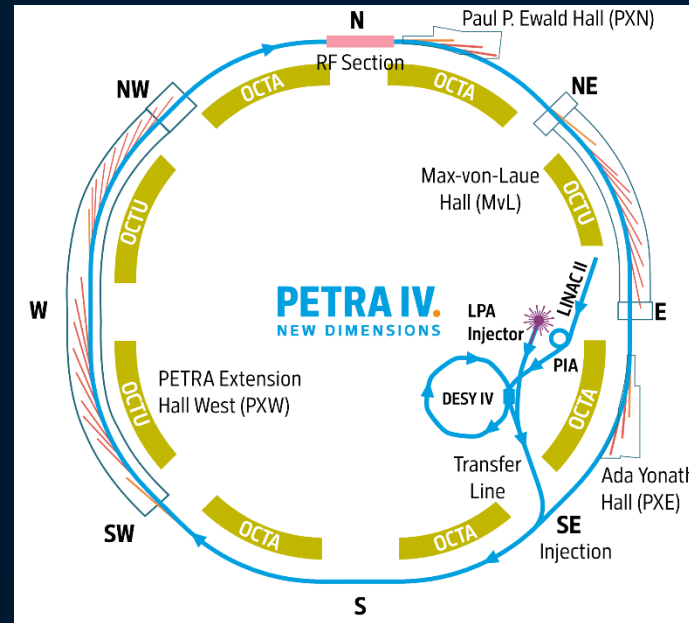 N
Paul P. Ewald Hall (PXN)
RF Section
NW
NE
OCTA
OCTA
Max-von-Laue
Hall (MvL)
OCTU
OCTU
LINAC II
W
PETRA IV.
NEW DIMENSIONS
LPA
Injector
E
PIA
OCTU
PETRA Extension
Hall West (PXW)
DESY IV
OCTA
Transfer
Line
Ada Yonath
Hall (PXE)
SW
OCTA
OCTA
SE
Injection
S